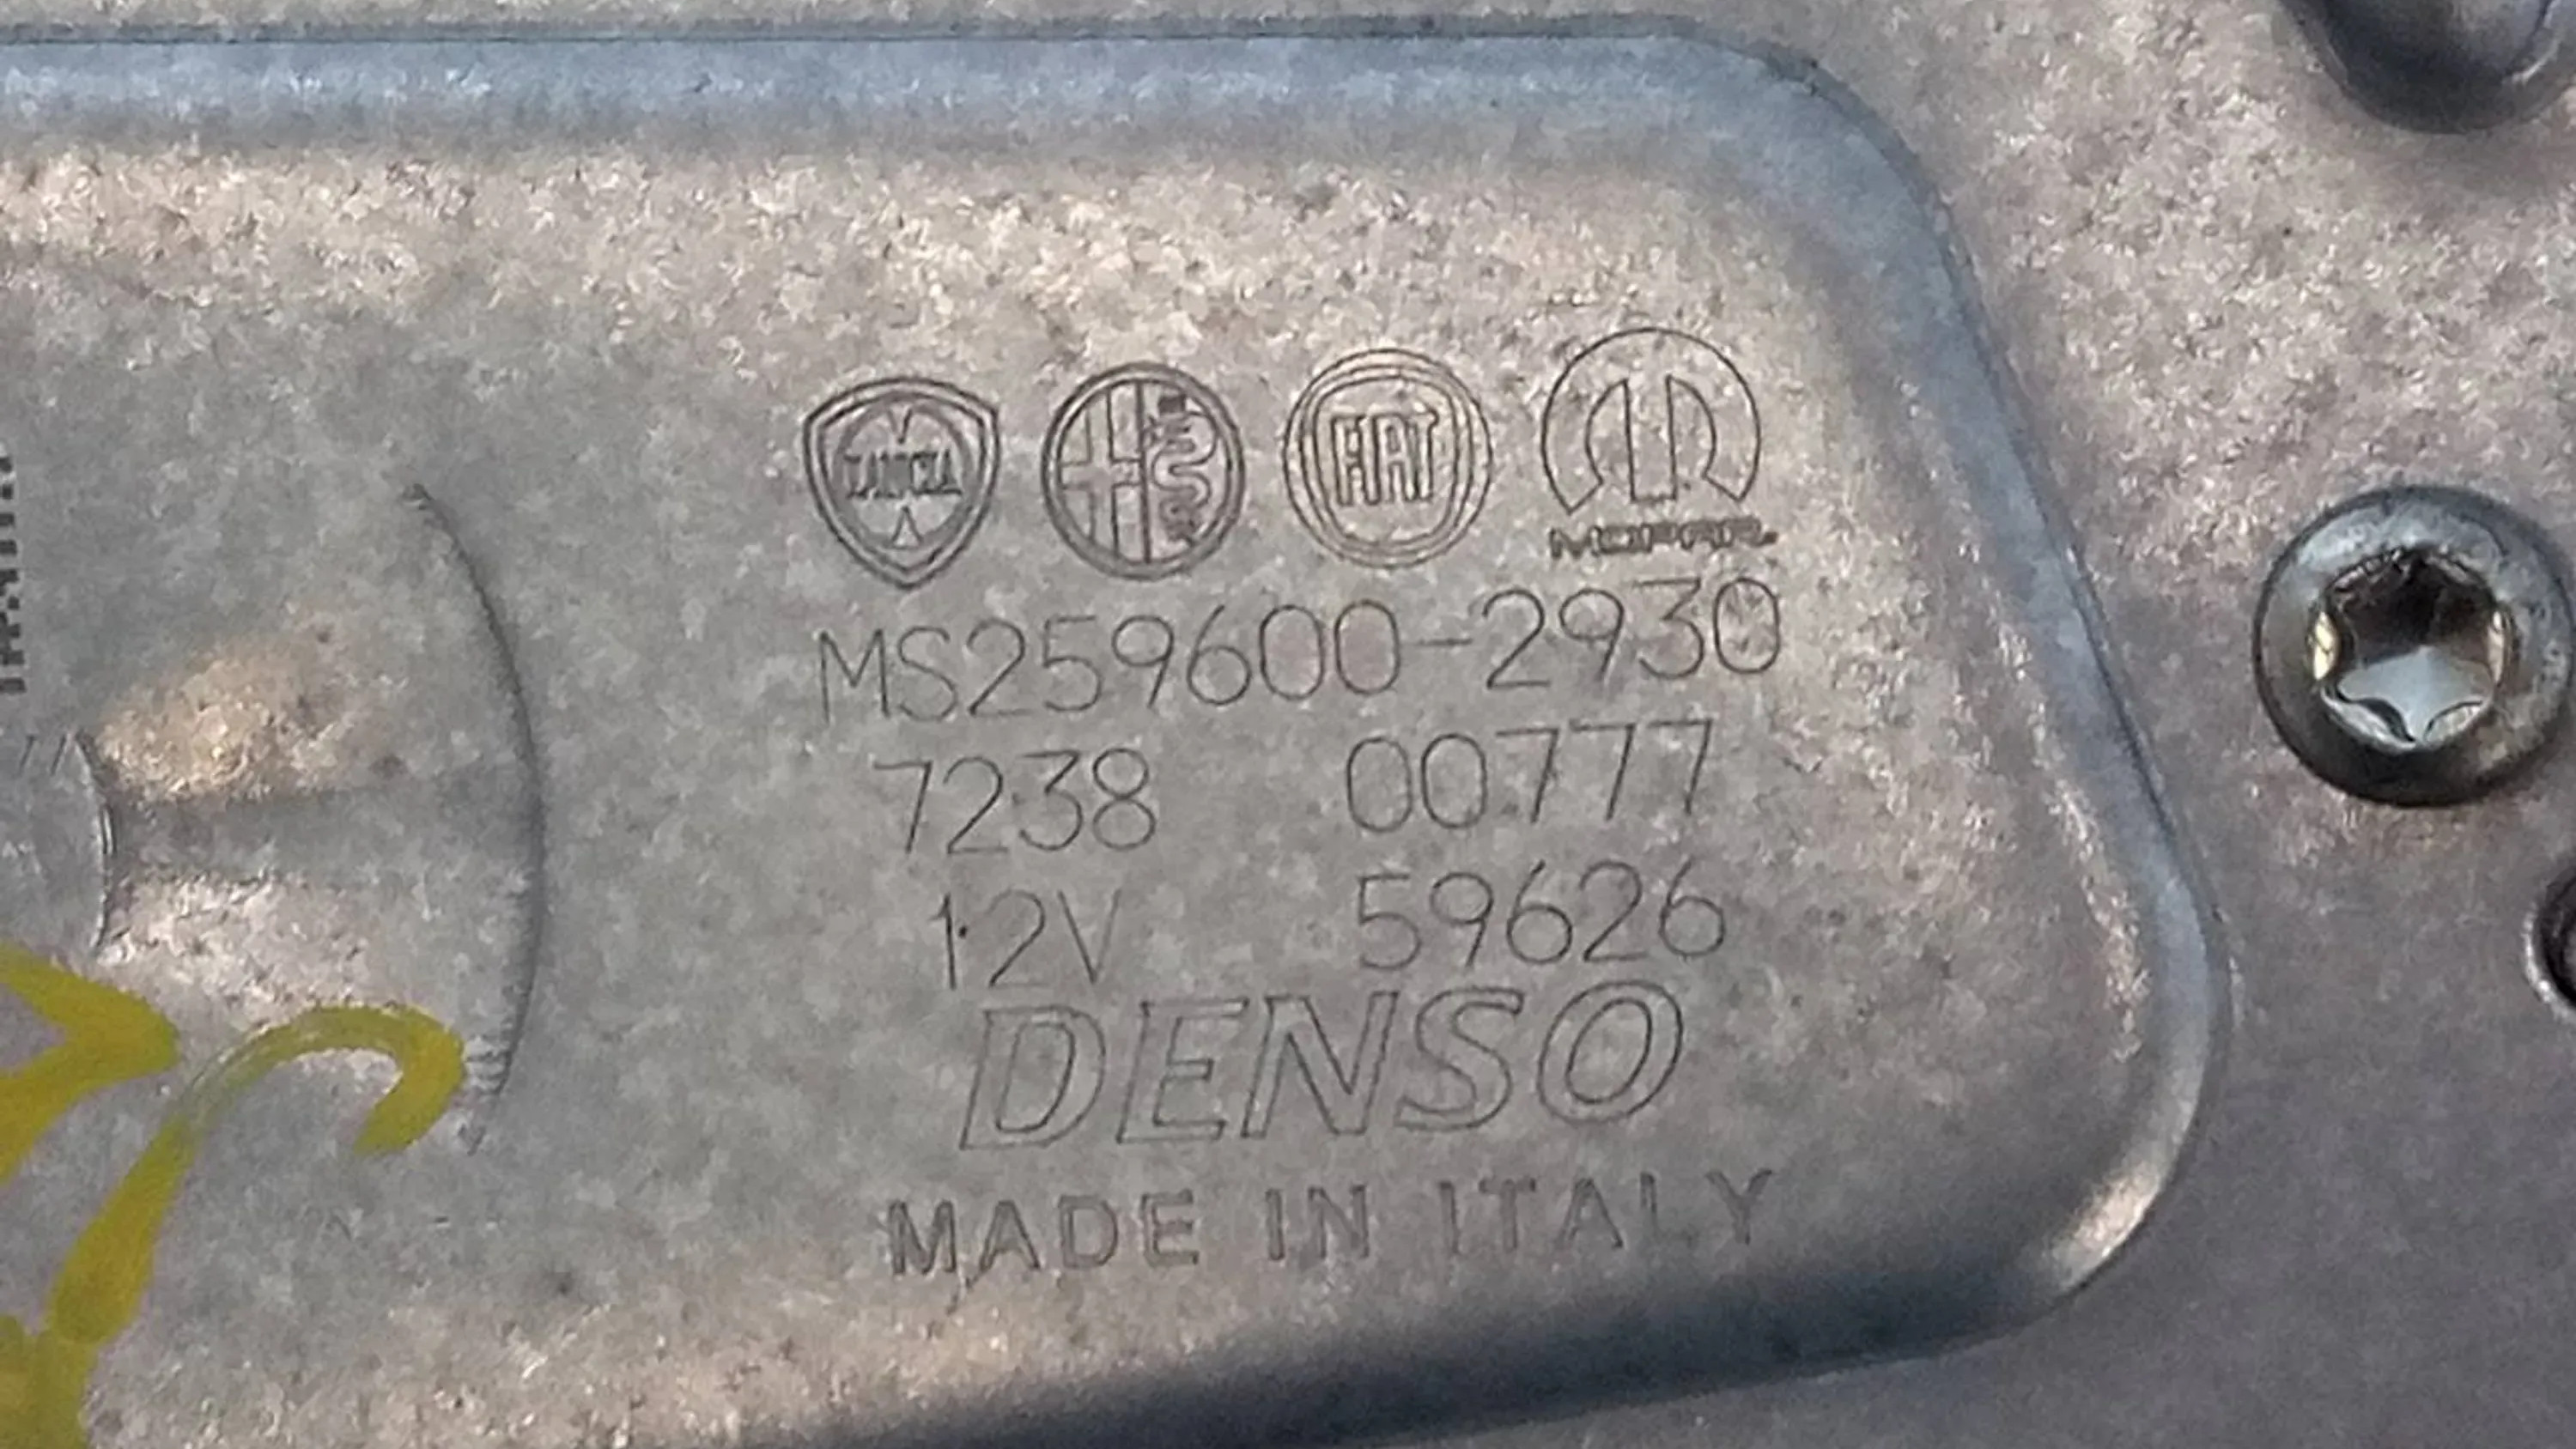 LANCIA FIAT MOPAR
MS259600-2930
7238 00777
12V 59626
DENSO
MADE IN ITALY